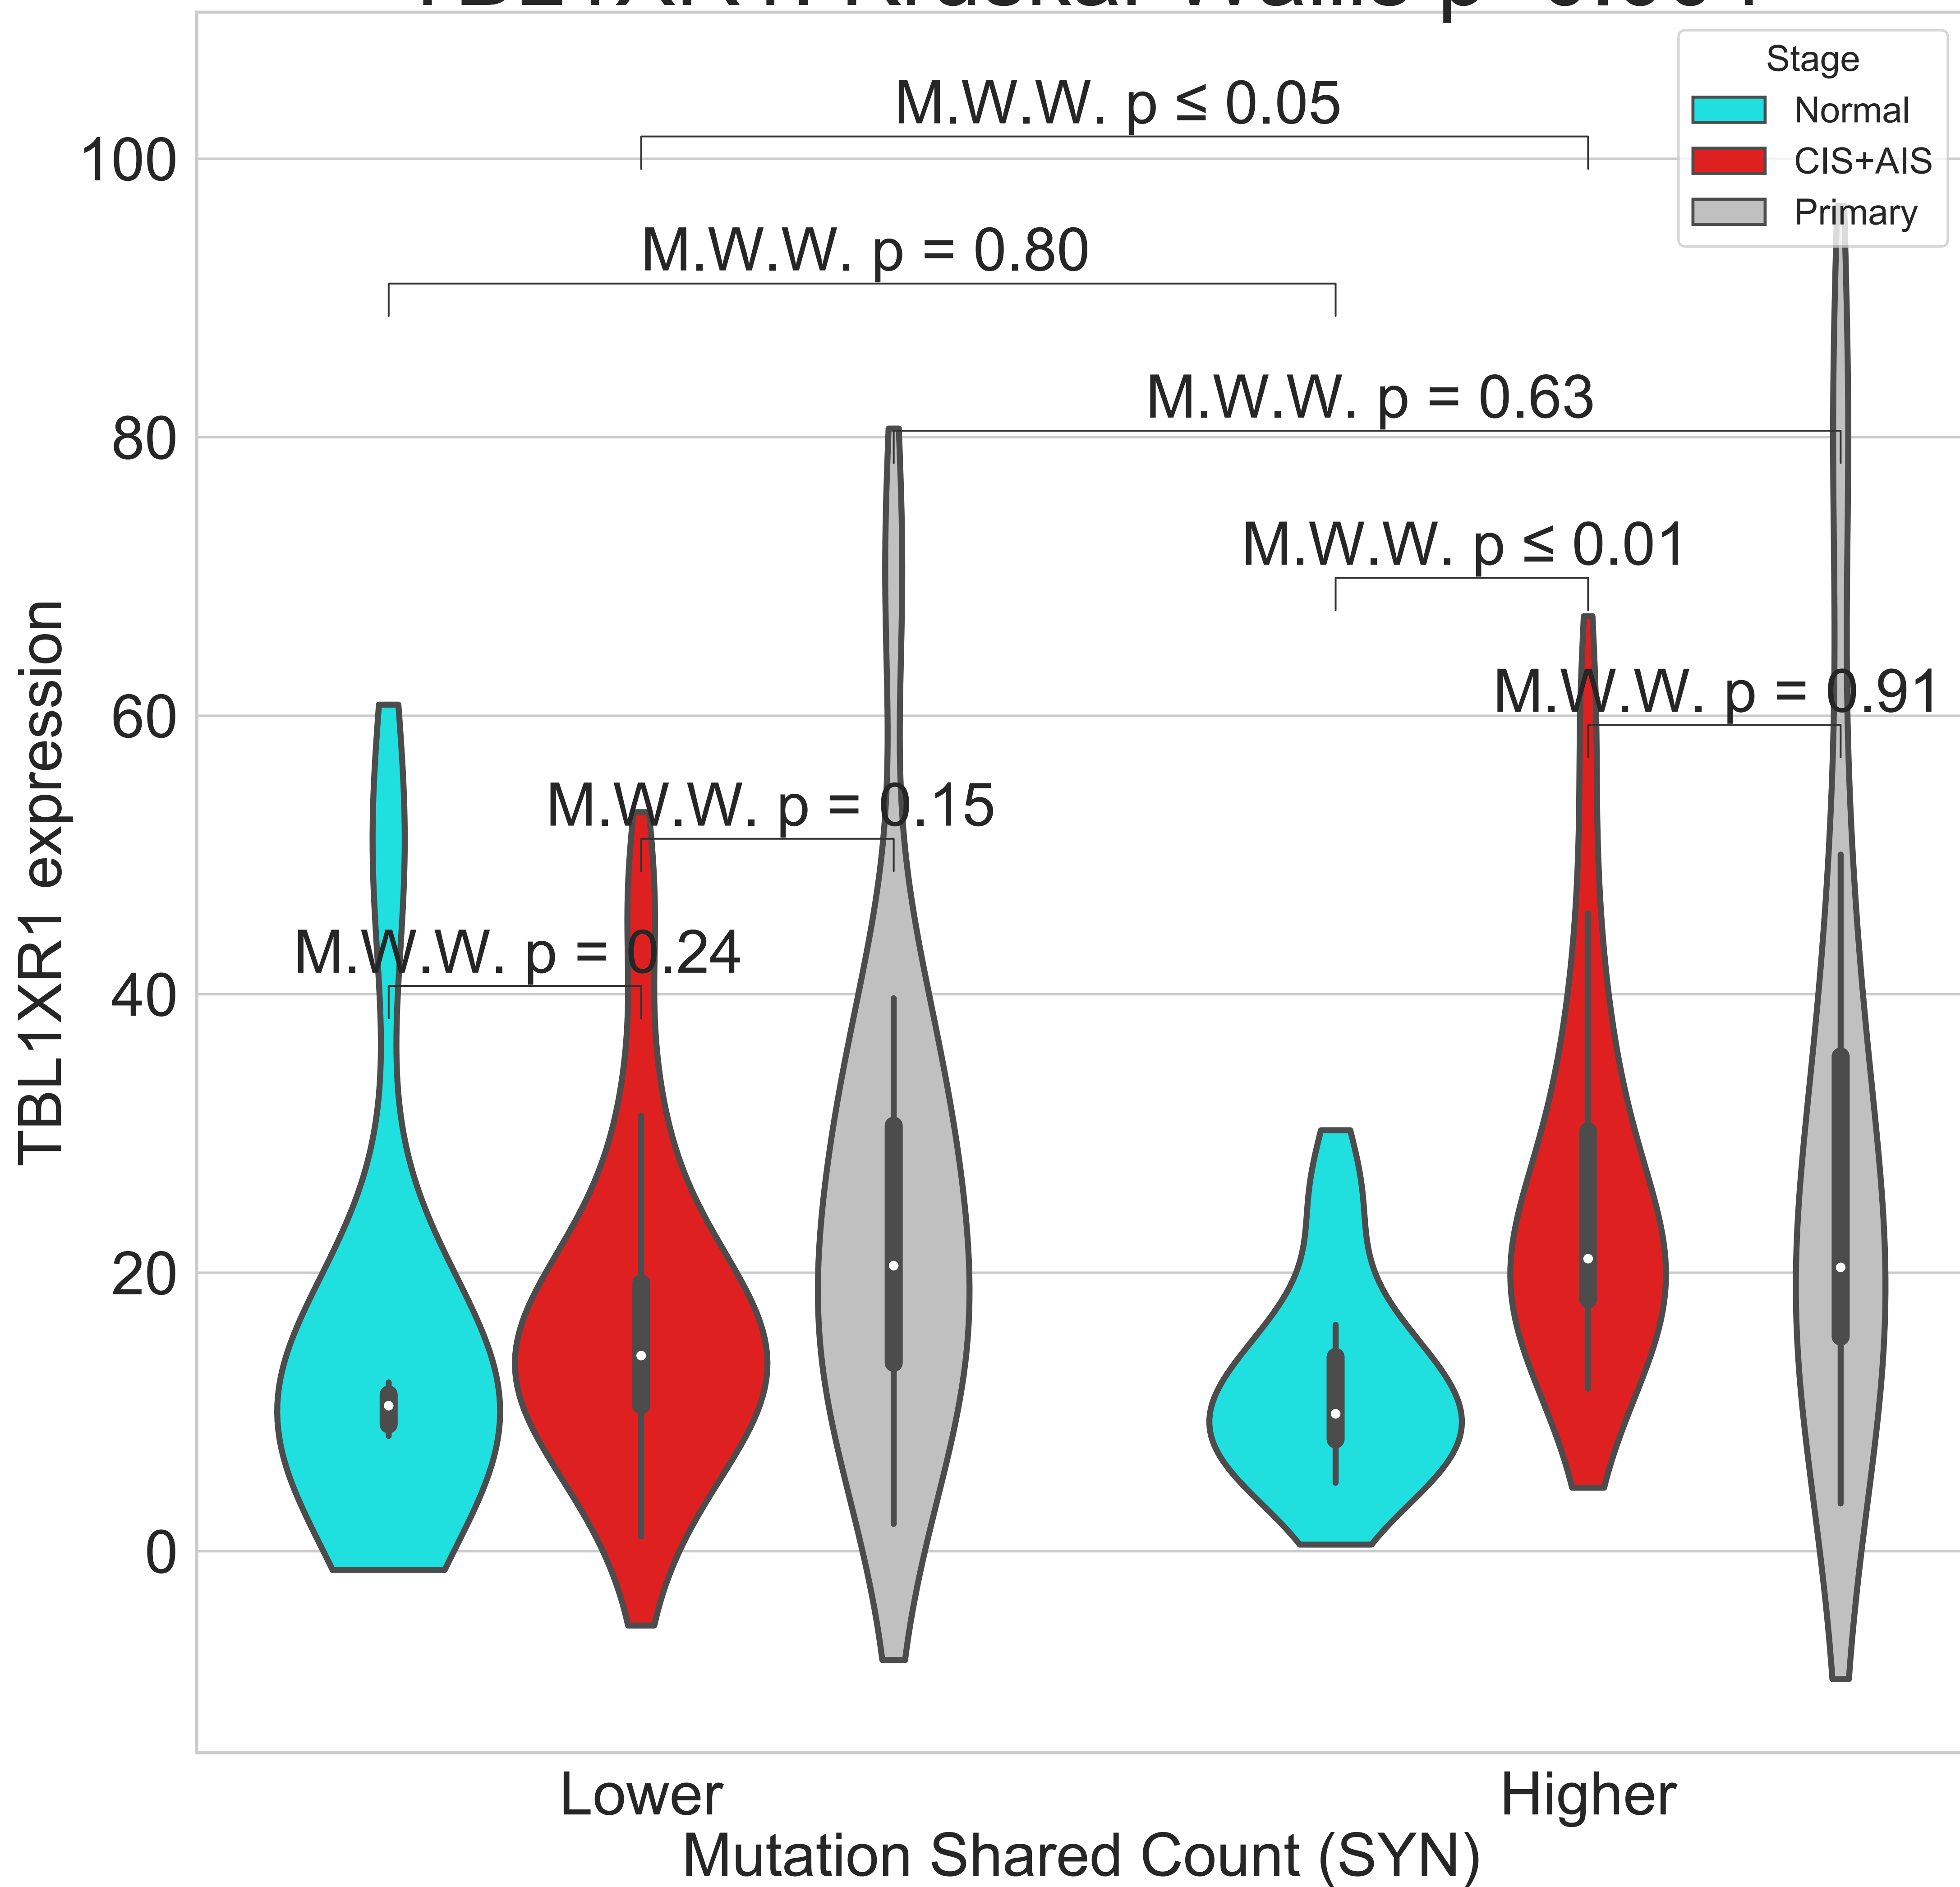 Stage
Normal
CIS+AIS
Primary
M.W.W. p ≤ 0.05
M.W.W. p = 0.80
M.W.W. p = 0.63
M.W.W. p ≤ 0.01
M.W.W. p = 0.91
M.W.W. p = 0.15
M.W.W. p = 0.24
100
80
60
40
20
0
TBL1XR1 expression
Lower
Higher
Mutation Shared Count (SYN)